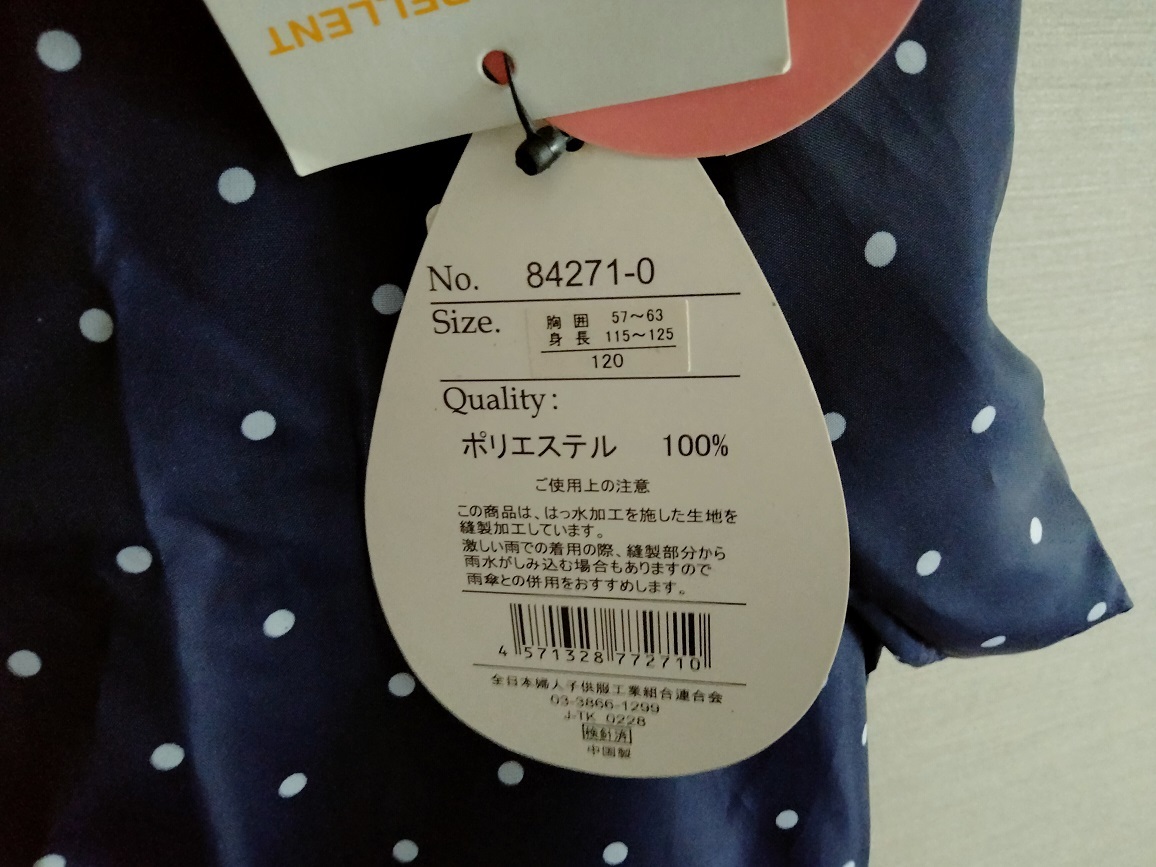 PELLENT
No. 84271-0
Size. 胸囲 57～63
身長 115～125
120
Quality:
ポリエステル 100%
ご使用上の注意
この商品は、はっ水加工を施した生地を
縫製加工しています。
激しい雨での着用の際、縫製部分から
雨水がしみ込む場合もありますので
雨傘との併用をおすすめします。
4 571328 772710
全日本婦人子供服工業組合連合会
03-3866-1299
J-TK 0228
検針済
中国製